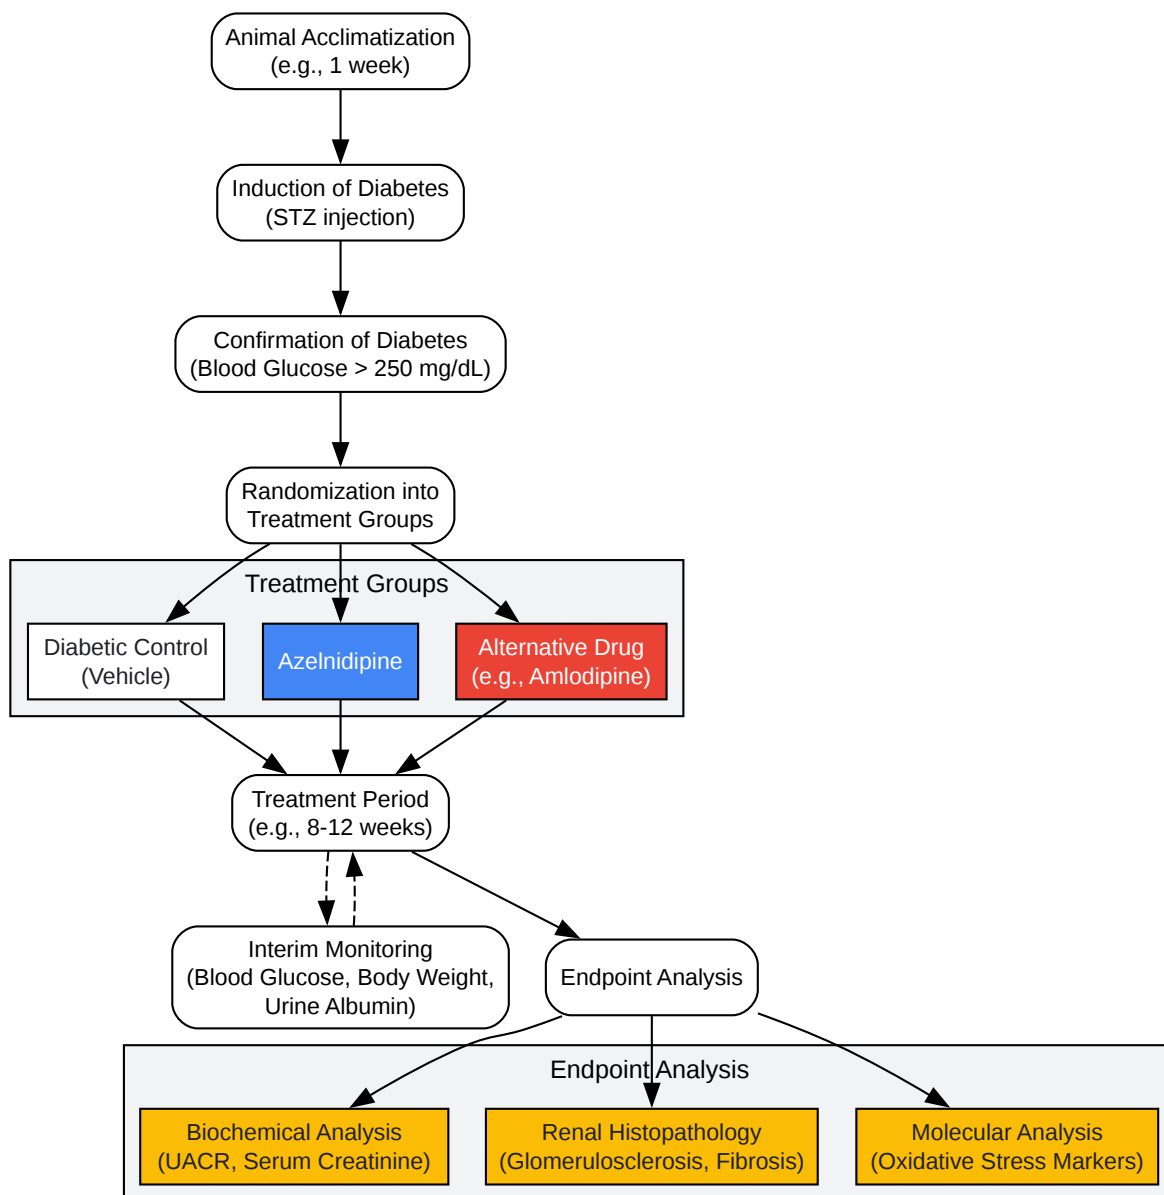 Animal Acclimatization
(e.g., 1 week)
Induction of Diabetes
(STZ injection)
Confirmation of Diabetes
(Blood Glucose > 250 mg/dL)
Randomization into
Treatment Groups
Treatment Groups
Diabetic Control
(Vehicle)
Azelnidipine
Alternative Drug
(e.g., Amlodipine)
Treatment Period
(e.g., 8-12 weeks)
Interim Monitoring
(Blood Glucose, Body Weight,
Urine Albumin)
Endpoint Analysis
Endpoint Analysis
Biochemical Analysis
(UACR, Serum Creatinine)
Renal Histopathology
(Glomerulosclerosis, Fibrosis)
Molecular Analysis
(Oxidative Stress Markers)